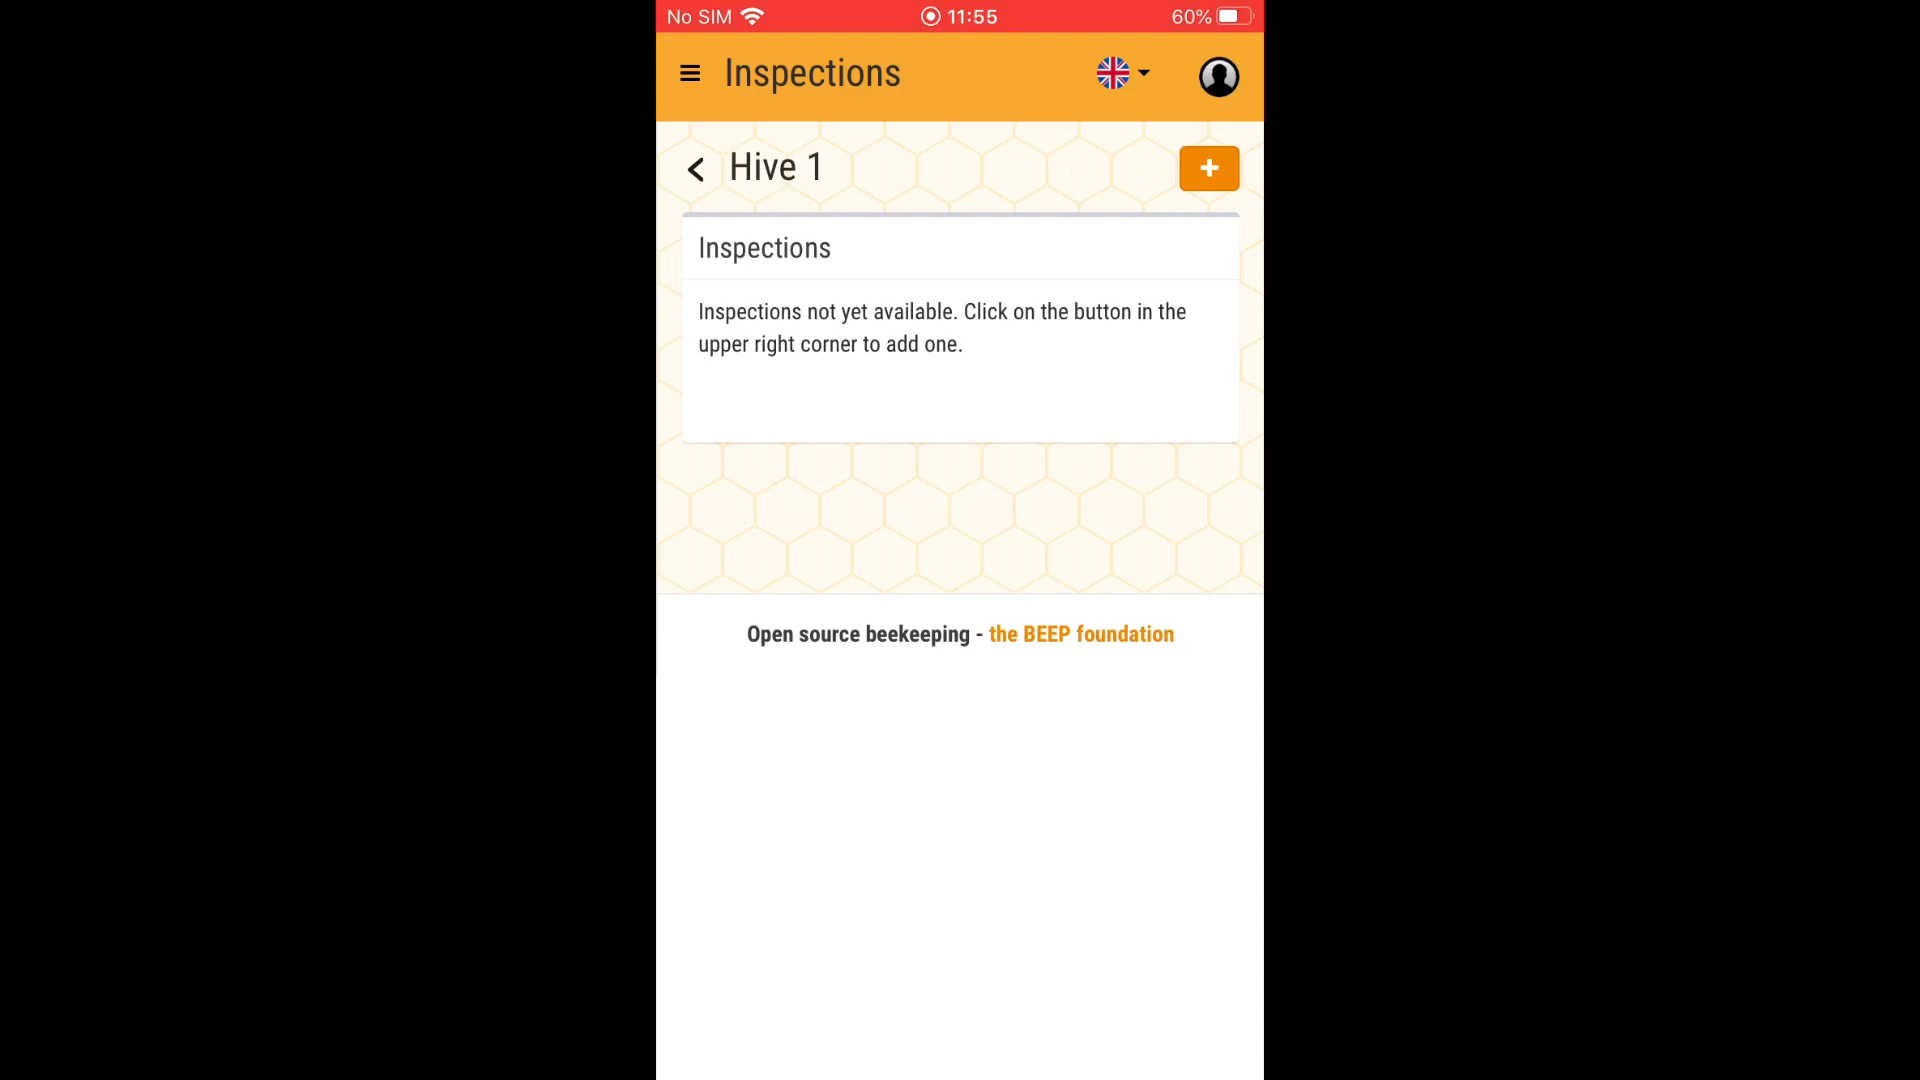 No SIM 11:55 60%
Inspections
Hive 1
Inspections
Inspections not yet available. Click on the button in the
upper right corner to add one.
Open source beekeeping - the BEEP foundation